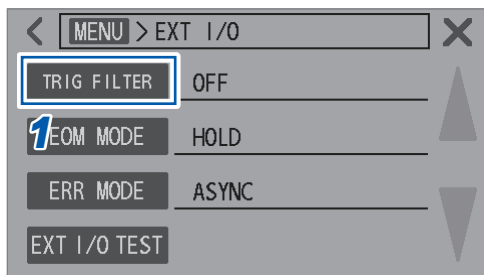 MENU > EXT I/O
TRIG FILTER OFF
1
EOM MODE HOLD
ERR MODE ASYNC
EXT I/O TEST